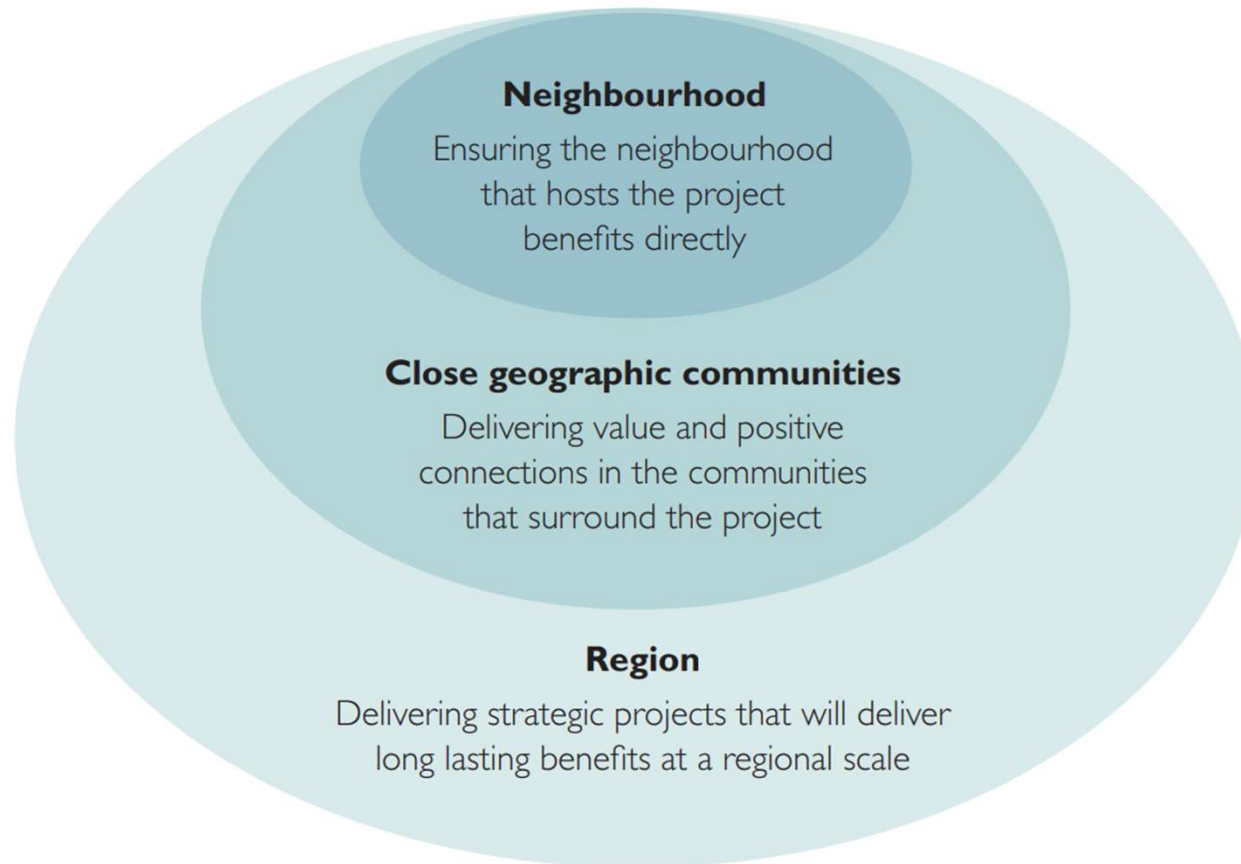 Neighbourhood
Ensuring the neighbourhood
that hosts the project
benefits directly
Close geographic communities
Delivering value and positive
connections in the communities
that surround the project
Region
Delivering strategic projects that will deliver
long lasting benefits at a regional scale